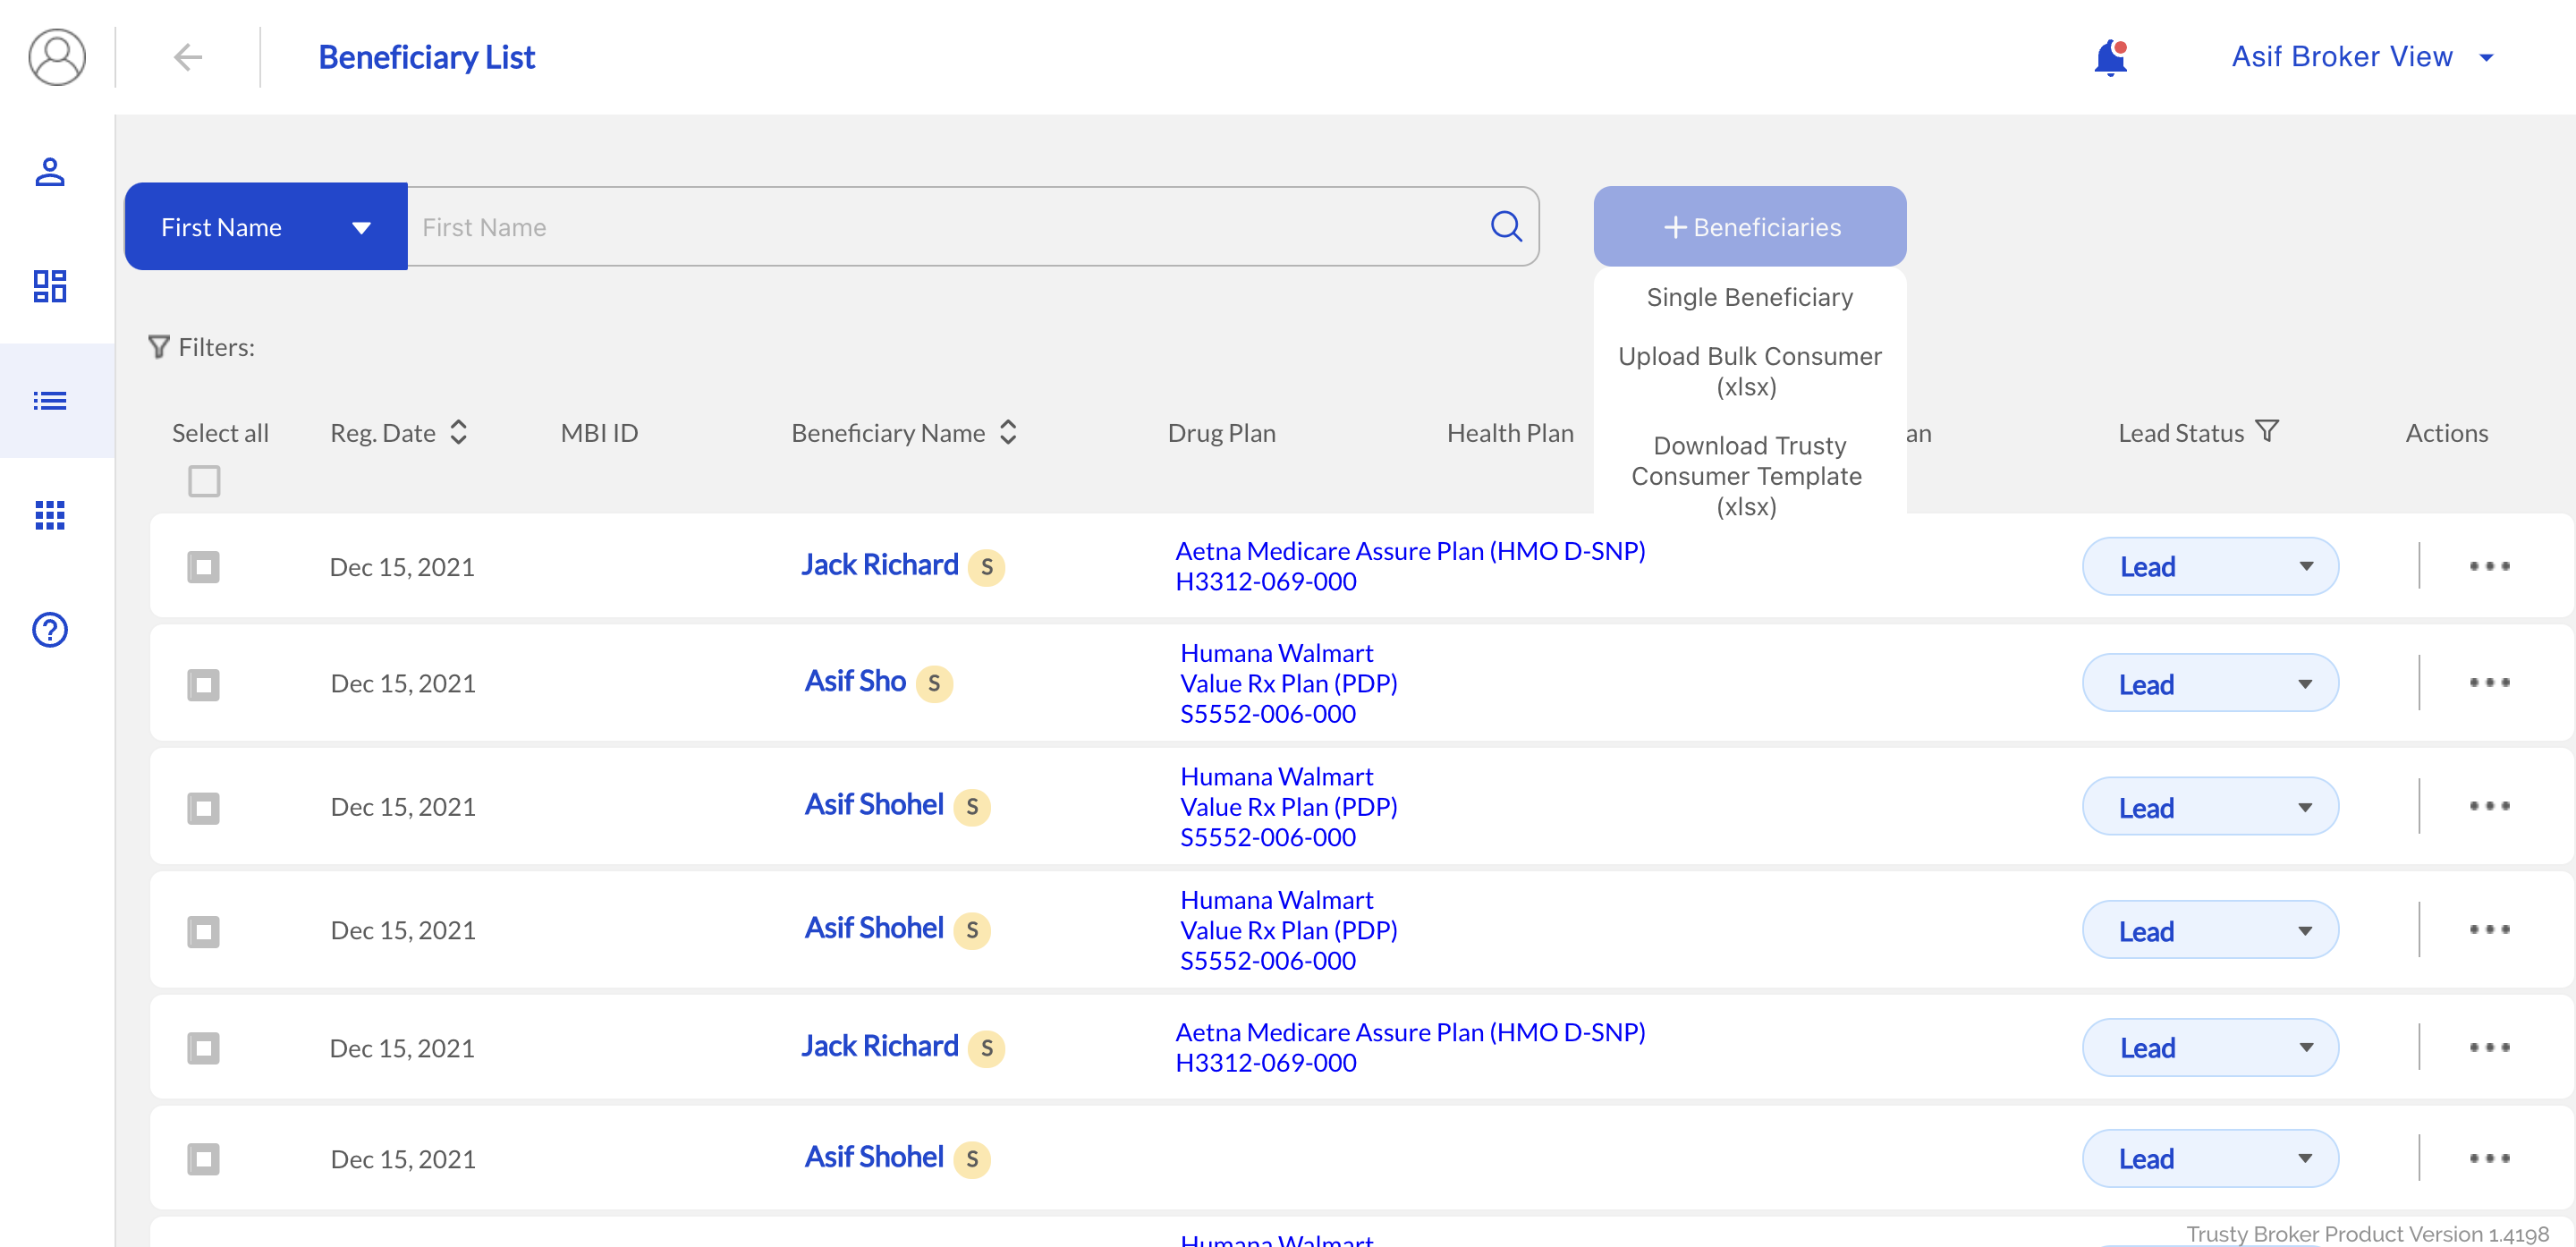 Beneficiary List
Asif Broker View
First Name
First Name
+ Beneficiaries
Single Beneficiary
Upload Bulk Consumer
(xlsx)
Download Trusty
Consumer Template
(xlsx)
Filters:
Select all
Reg. Date
MBI ID
Beneficiary Name
Drug Plan
Health Plan
an
Lead Status
Actions
Dec 15, 2021
Jack Richard S
Aetna Medicare Assure Plan (HMO D-SNP)
H3312-069-000
Lead
Dec 15, 2021
Asif Sho S
Humana Walmart
Value Rx Plan (PDP)
S5552-006-000
Lead
Dec 15, 2021
Asif Shohel S
Humana Walmart
Value Rx Plan (PDP)
S5552-006-000
Lead
Dec 15, 2021
Asif Shohel S
Humana Walmart
Value Rx Plan (PDP)
S5552-006-000
Lead
Dec 15, 2021
Jack Richard S
Aetna Medicare Assure Plan (HMO D-SNP)
H3312-069-000
Lead
Dec 15, 2021
Asif Shohel S
Lead
Humana Walmart
Trusty Broker Product Version 1.4198